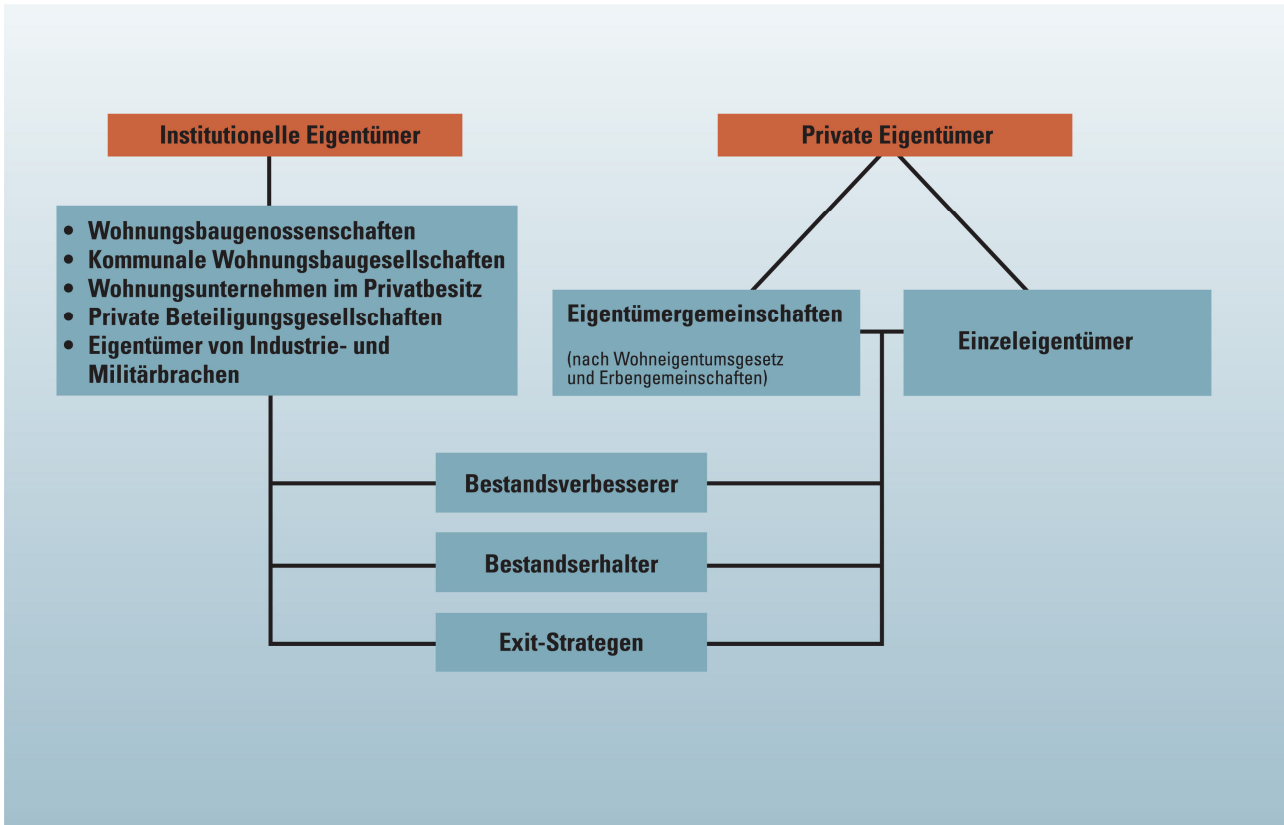 Institutionelle Eigentümer
• Wohnungsbaugenossenschaften
• Kommunale Wohnungsbaugesellschaften
• Wohnungsunternehmen im Privatbesitz
• Private Beteiligungsgesellschaften
• Eigentümer von Industrie- und
Militärbrachen
Private Eigentümer
Eigentümergemeinschaften
(nach Wohneigentumsgesetz
und Erbengemeinschaften)
Einzeleigentümer
Bestandsverbesserer
Bestandserhalter
Exit-Strategen